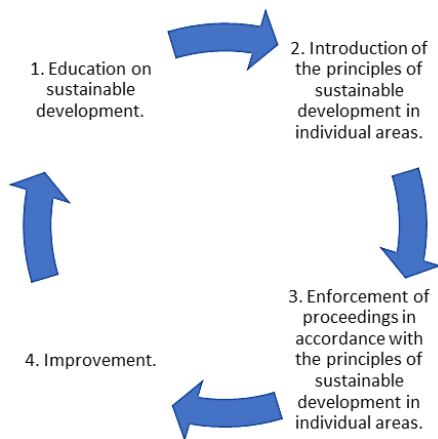 1. Education on
sustainable
development.
2. Introduction of
the principles of
sustainable
development in
individual areas.
3. Enforcement of
proceedings in
accordance with
the principles of
sustainable
development in
individual areas.
4. Improvement.